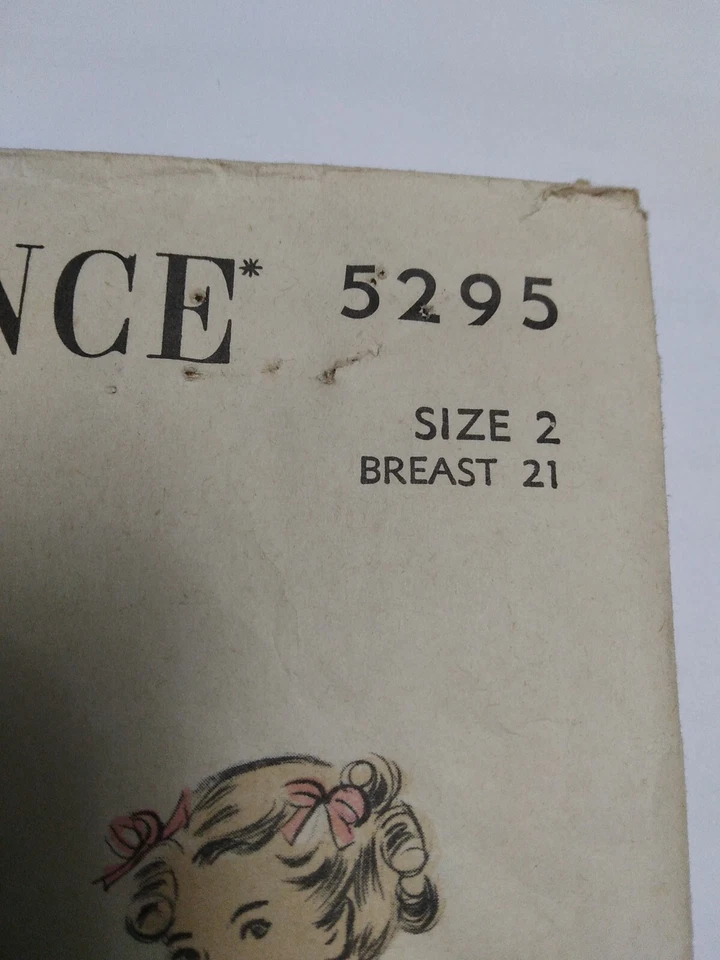 NCE* 5295
SIZE 2
BREAST 21